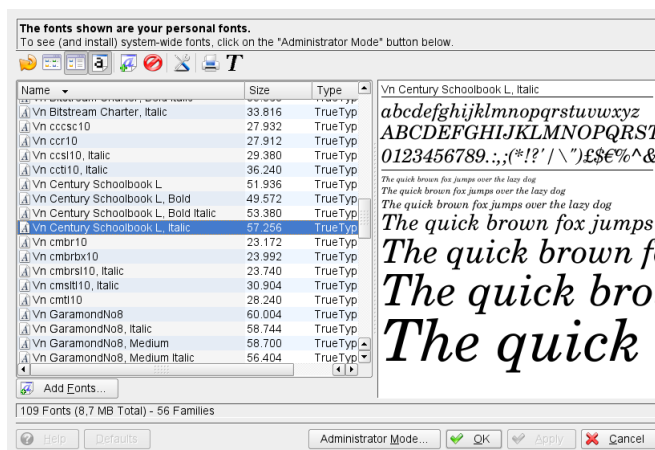 The fonts shown are your personal fonts.
To see (and install) system-wide fonts, click on the "Administrator Mode" button below.
Name Size Type
Vn Bitstream Charter, Bold Italic TrueTyp
Vn Bitstream Charter, Italic 33.816 TrueTyp
Vn cccsc10 27.932 TrueTyp
Vn ccr10 27.912 TrueTyp
Vn ccsl10, Italic 29.380 TrueTyp
Vn ccti10, Italic 36.240 TrueTyp
Vn Century Schoolbook L 51.936 TrueTyp
Vn Century Schoolbook L, Bold 49.572 TrueTyp
Vn Century Schoolbook L, Bold Italic 53.380 TrueTyp
Vn Century Schoolbook L, Italic 57.256 TrueTyp
Vn cmbr10 23.172 TrueTyp
Vn cmbrbx10 23.992 TrueTyp
Vn cmbrsl10, Italic 23.740 TrueTyp
Vn cmsltl10, Italic 30.904 TrueTyp
Vn cmtl10 28.240 TrueTyp
Vn GaramondNo8 60.004 TrueTyp
Vn GaramondNo8, Italic 58.744 TrueTyp
Vn GaramondNo8, Medium 58.700 TrueTyp
Vn GaramondNo8, Medium Italic 56.404 TrueTyp
Vn Century Schoolbook L, Italic
abcdefghijklmnopqrstuvwxyz
ABCDEFGHIJKLMNOPQRST
0123456789.:,;(*!?'/\")£$€%^&
The quick brown fox jumps over the lazy dog
The quick brown fox jumps over the lazy dog
The quick brown fox jumps over the lazy dog
The quick brown fox jumps
The quick brown fo
The quick bro
The quick
Add Fonts...
109 Fonts (8,7 MB Total) - 56 Families
Help Defaults Administrator Mode... OK Apply Cancel